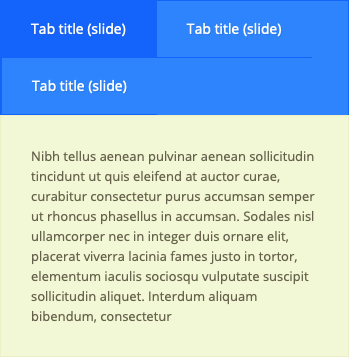 Tab title (slide)
Tab title (slide)
Tab title (slide)
Nibh tellus aenean pulvinar aenean sollicitudin
tincidunt ut quis eleifend at auctor curae,
curabitur consectetur purus accumsan semper
ut rhoncus phasellus in accumsan. Sodales nisl
ullamcorper nec in integer duis ornare elit,
placerat viverra lacinia fames justo in tortor,
elementum iaculis sociosqu vulputate suscipit
sollicitudin aliquet. Interdum aliquam
bibendum, consectetur